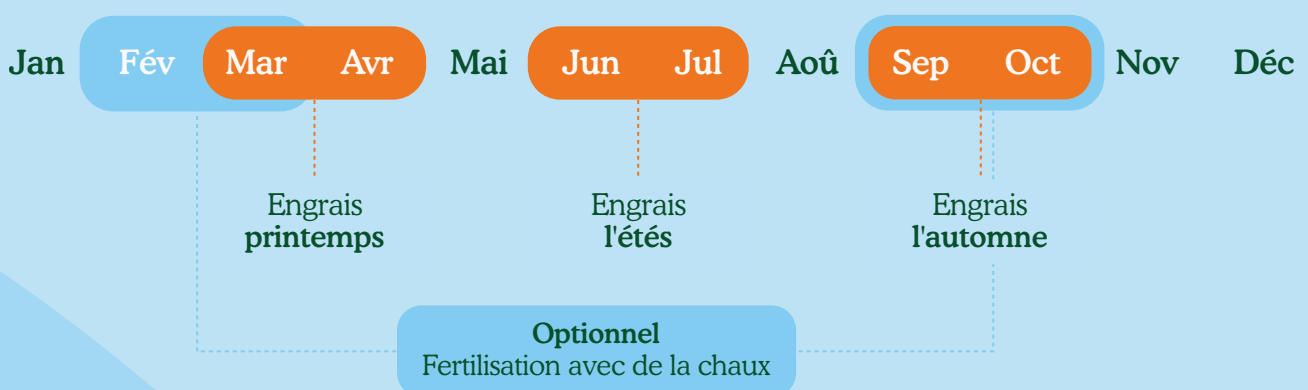 Jan Fév Mar Avr Mai Jun Jul Aoû Sep Oct Nov Déc
Engrais
printemps
Engrais
l'étés
Engrais
l'automne
Optionnel
Fertilisation avec de la chaux